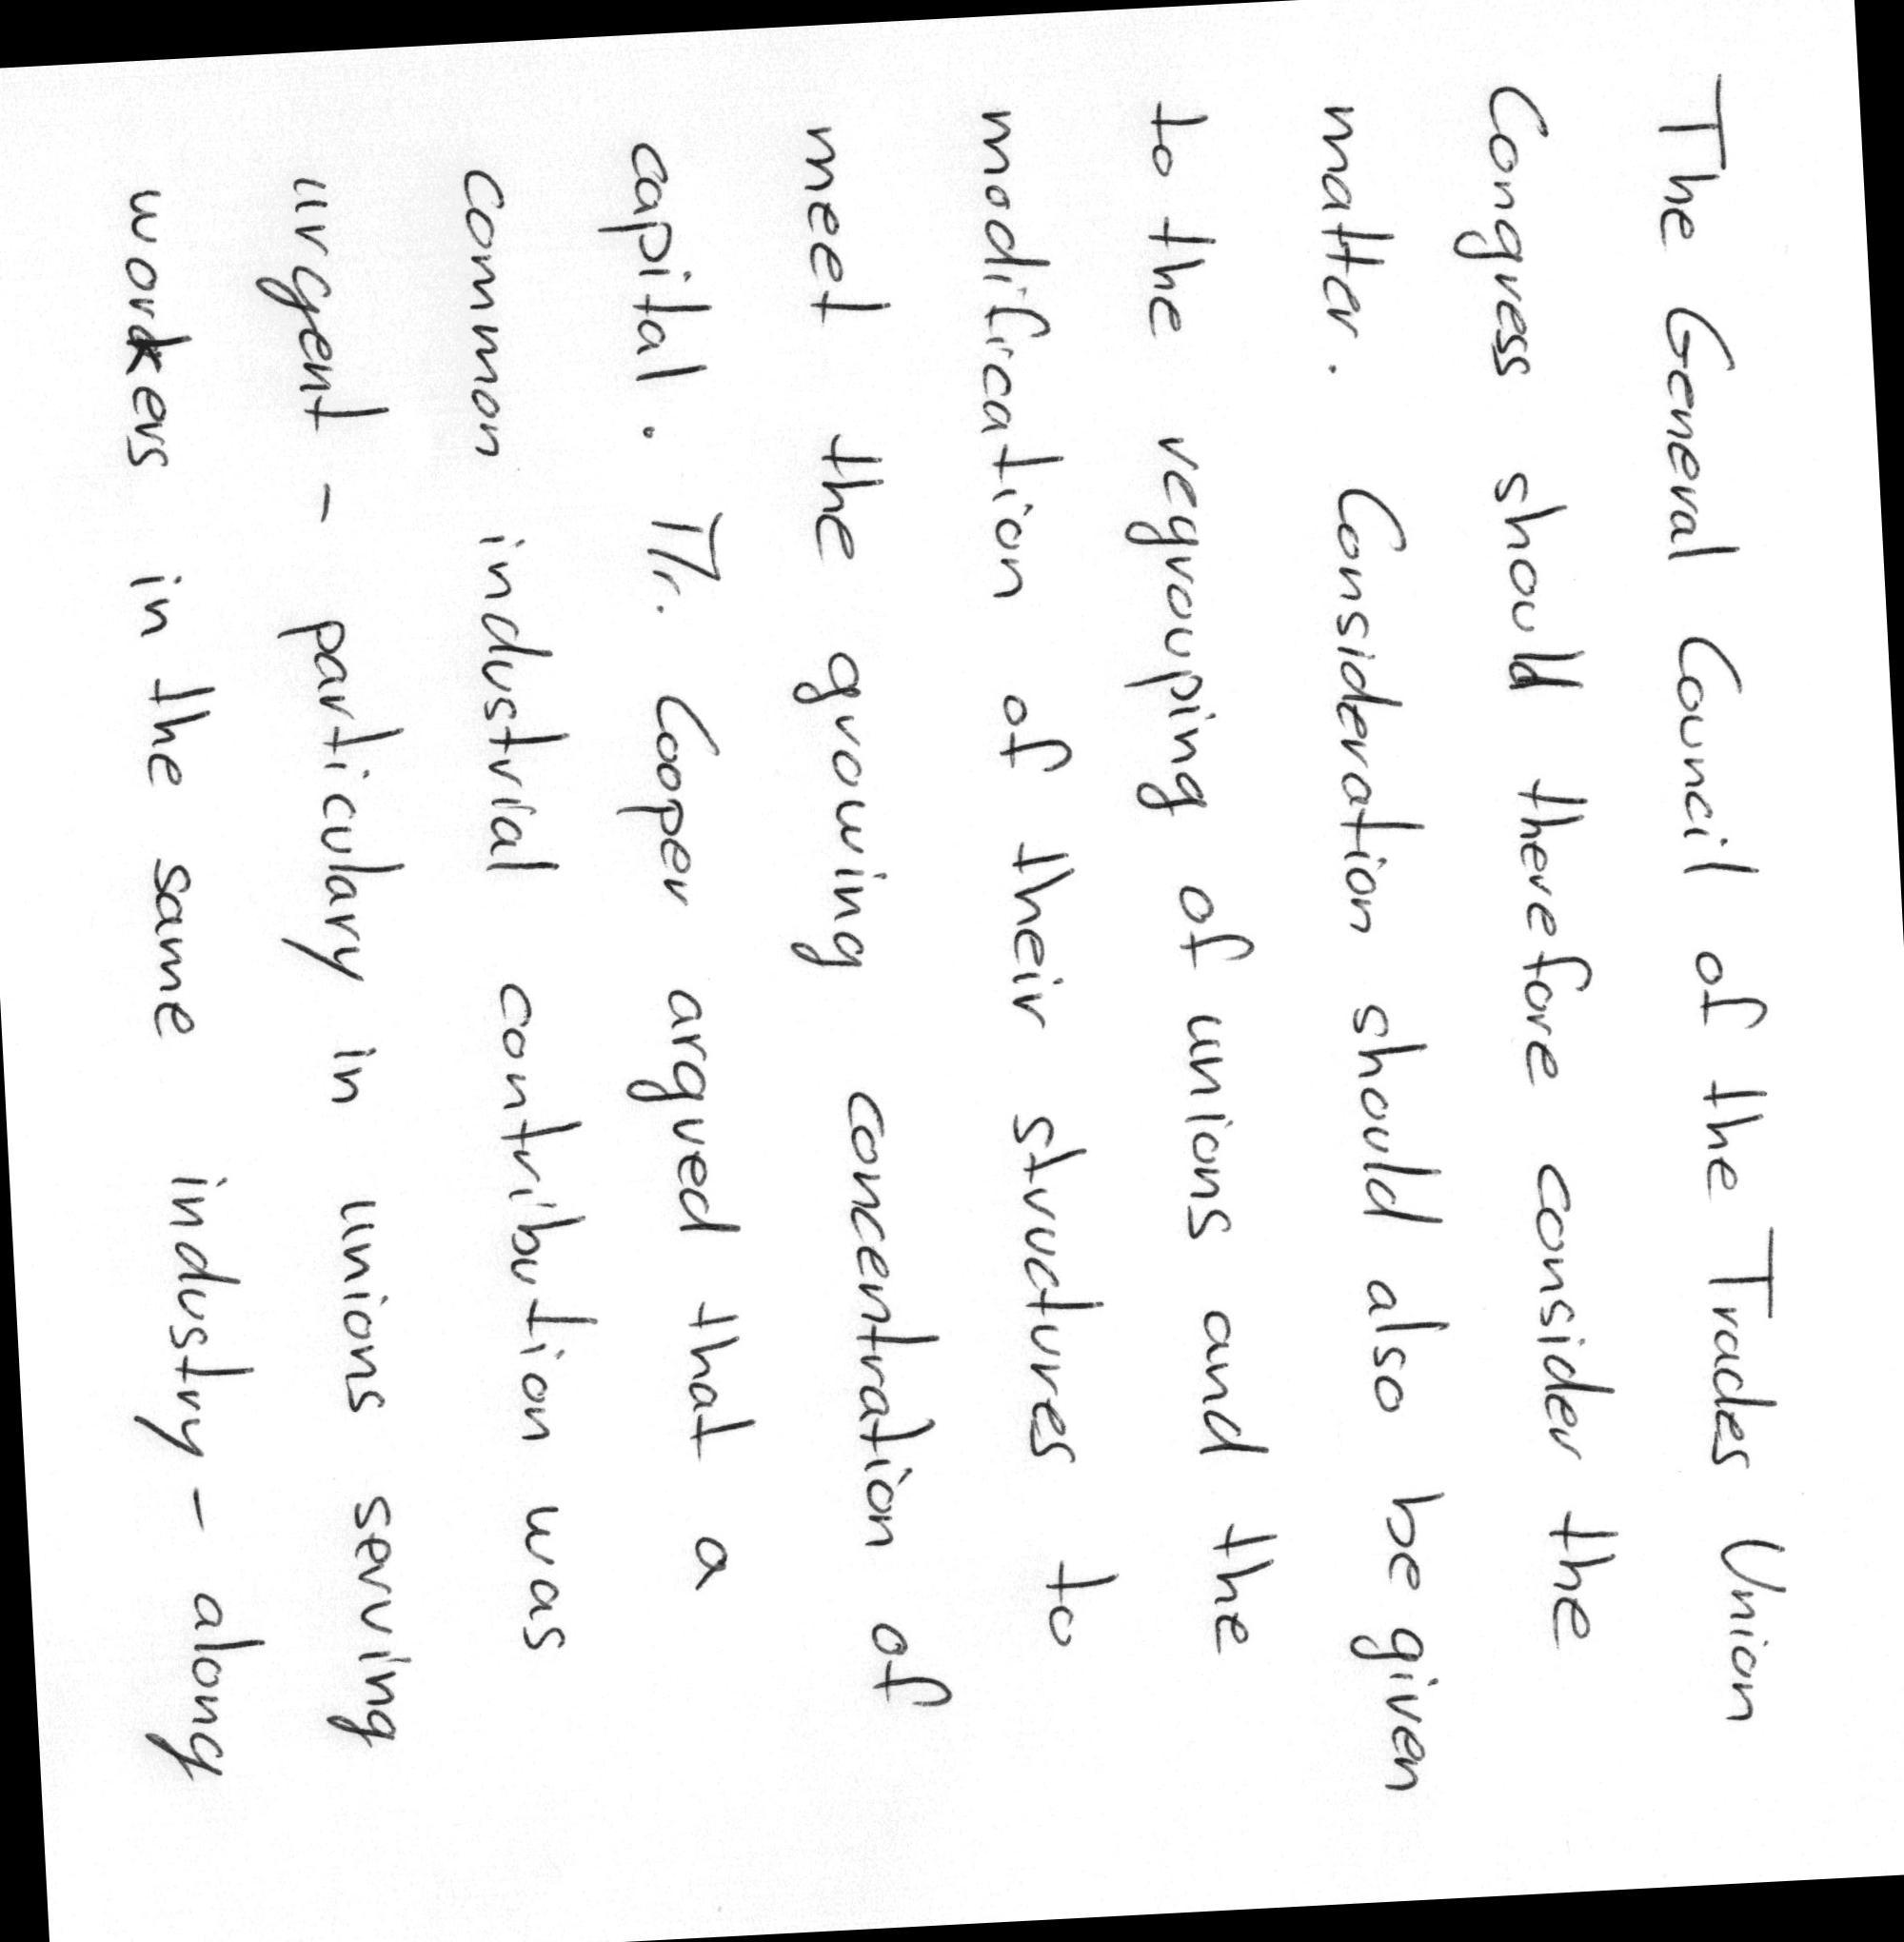 The General Council of the Trades Union
Congress should therefore consider the
matter. Consideration should also be given
to the regrouping of unions and the
modification of their structures to
meet the growing concentration of
capital. Mr. Cooper argued that a
common industrial contribution was
urgent - particulary in unions serving
workers in the same industry - along